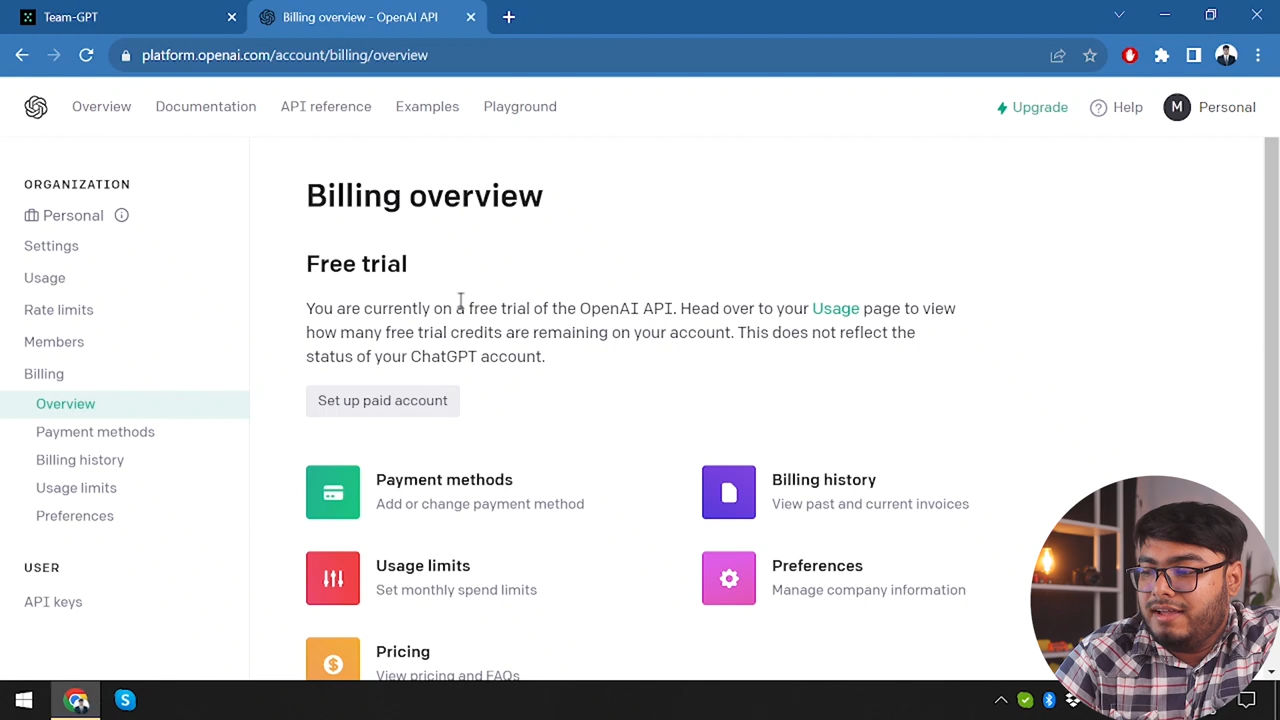 Team-GPT
Billing overview - OpenAI API
platform.openai.com/account/billing/overview
Overview
Documentation
API reference
Examples
Playground
Upgrade
Help
M
Personal
ORGANIZATION
Personal
Settings
Usage
Rate limits
Members
Billing
Overview
Payment methods
Billing history
Usage limits
Preferences
USER
API keys
Billing overview
Free trial
You are currently on a free trial of the OpenAI API. Head over to your Usage page to view
how many free trial credits are remaining on your account. This does not reflect the
status of your ChatGPT account.
Set up paid account
Payment methods
Add or change payment method
Billing history
View past and current invoices
Usage limits
Set monthly spend limits
Preferences
Manage company information
Pricing
View pricing and FAQs